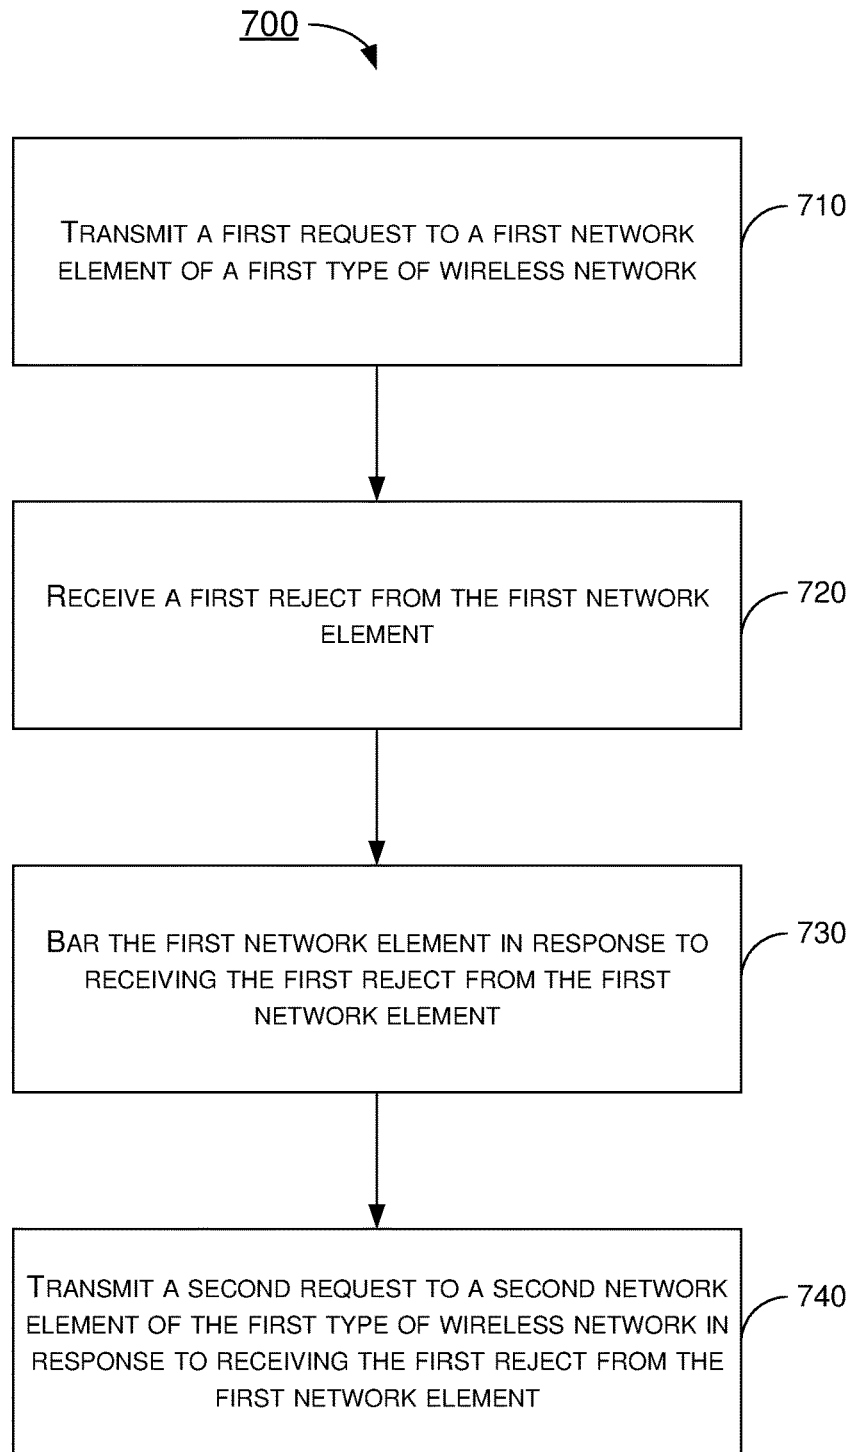 700
TRANSMIT A FIRST REQUEST TO A FIRST NETWORK
ELEMENT OF A FIRST TYPE OF WIRELESS NETWORK
710
RECEIVE A FIRST REJECT FROM THE FIRST NETWORK
ELEMENT
720
BAR THE FIRST NETWORK ELEMENT IN RESPONSE TO
RECEIVING THE FIRST REJECT FROM THE FIRST
NETWORK ELEMENT
730
TRANSMIT A SECOND REQUEST TO A SECOND NETWORK
ELEMENT OF THE FIRST TYPE OF WIRELESS NETWORK IN
RESPONSE TO RECEIVING THE FIRST REJECT FROM THE
FIRST NETWORK ELEMENT
740